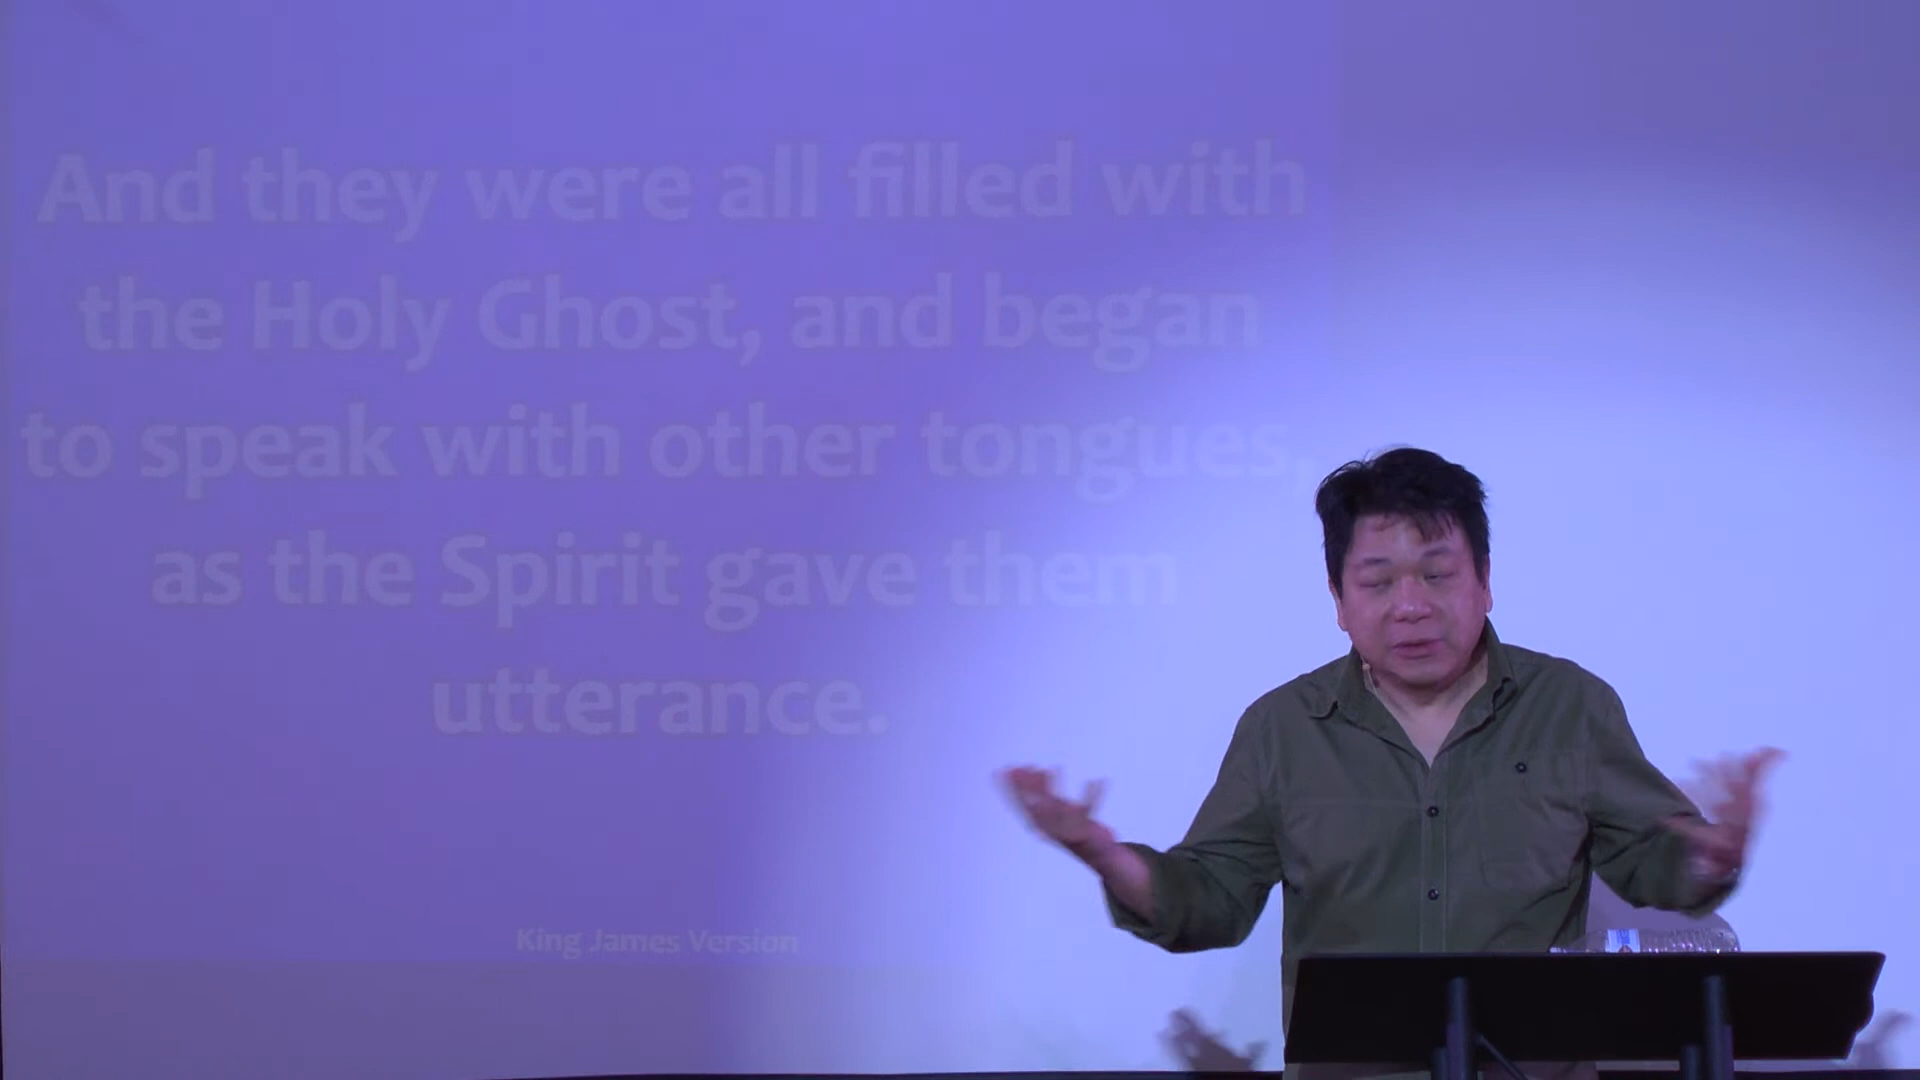 And they were all filled with
the Holy Ghost, and began
to speak with other tongues,
as the Spirit gave them
utterance.
King James Version